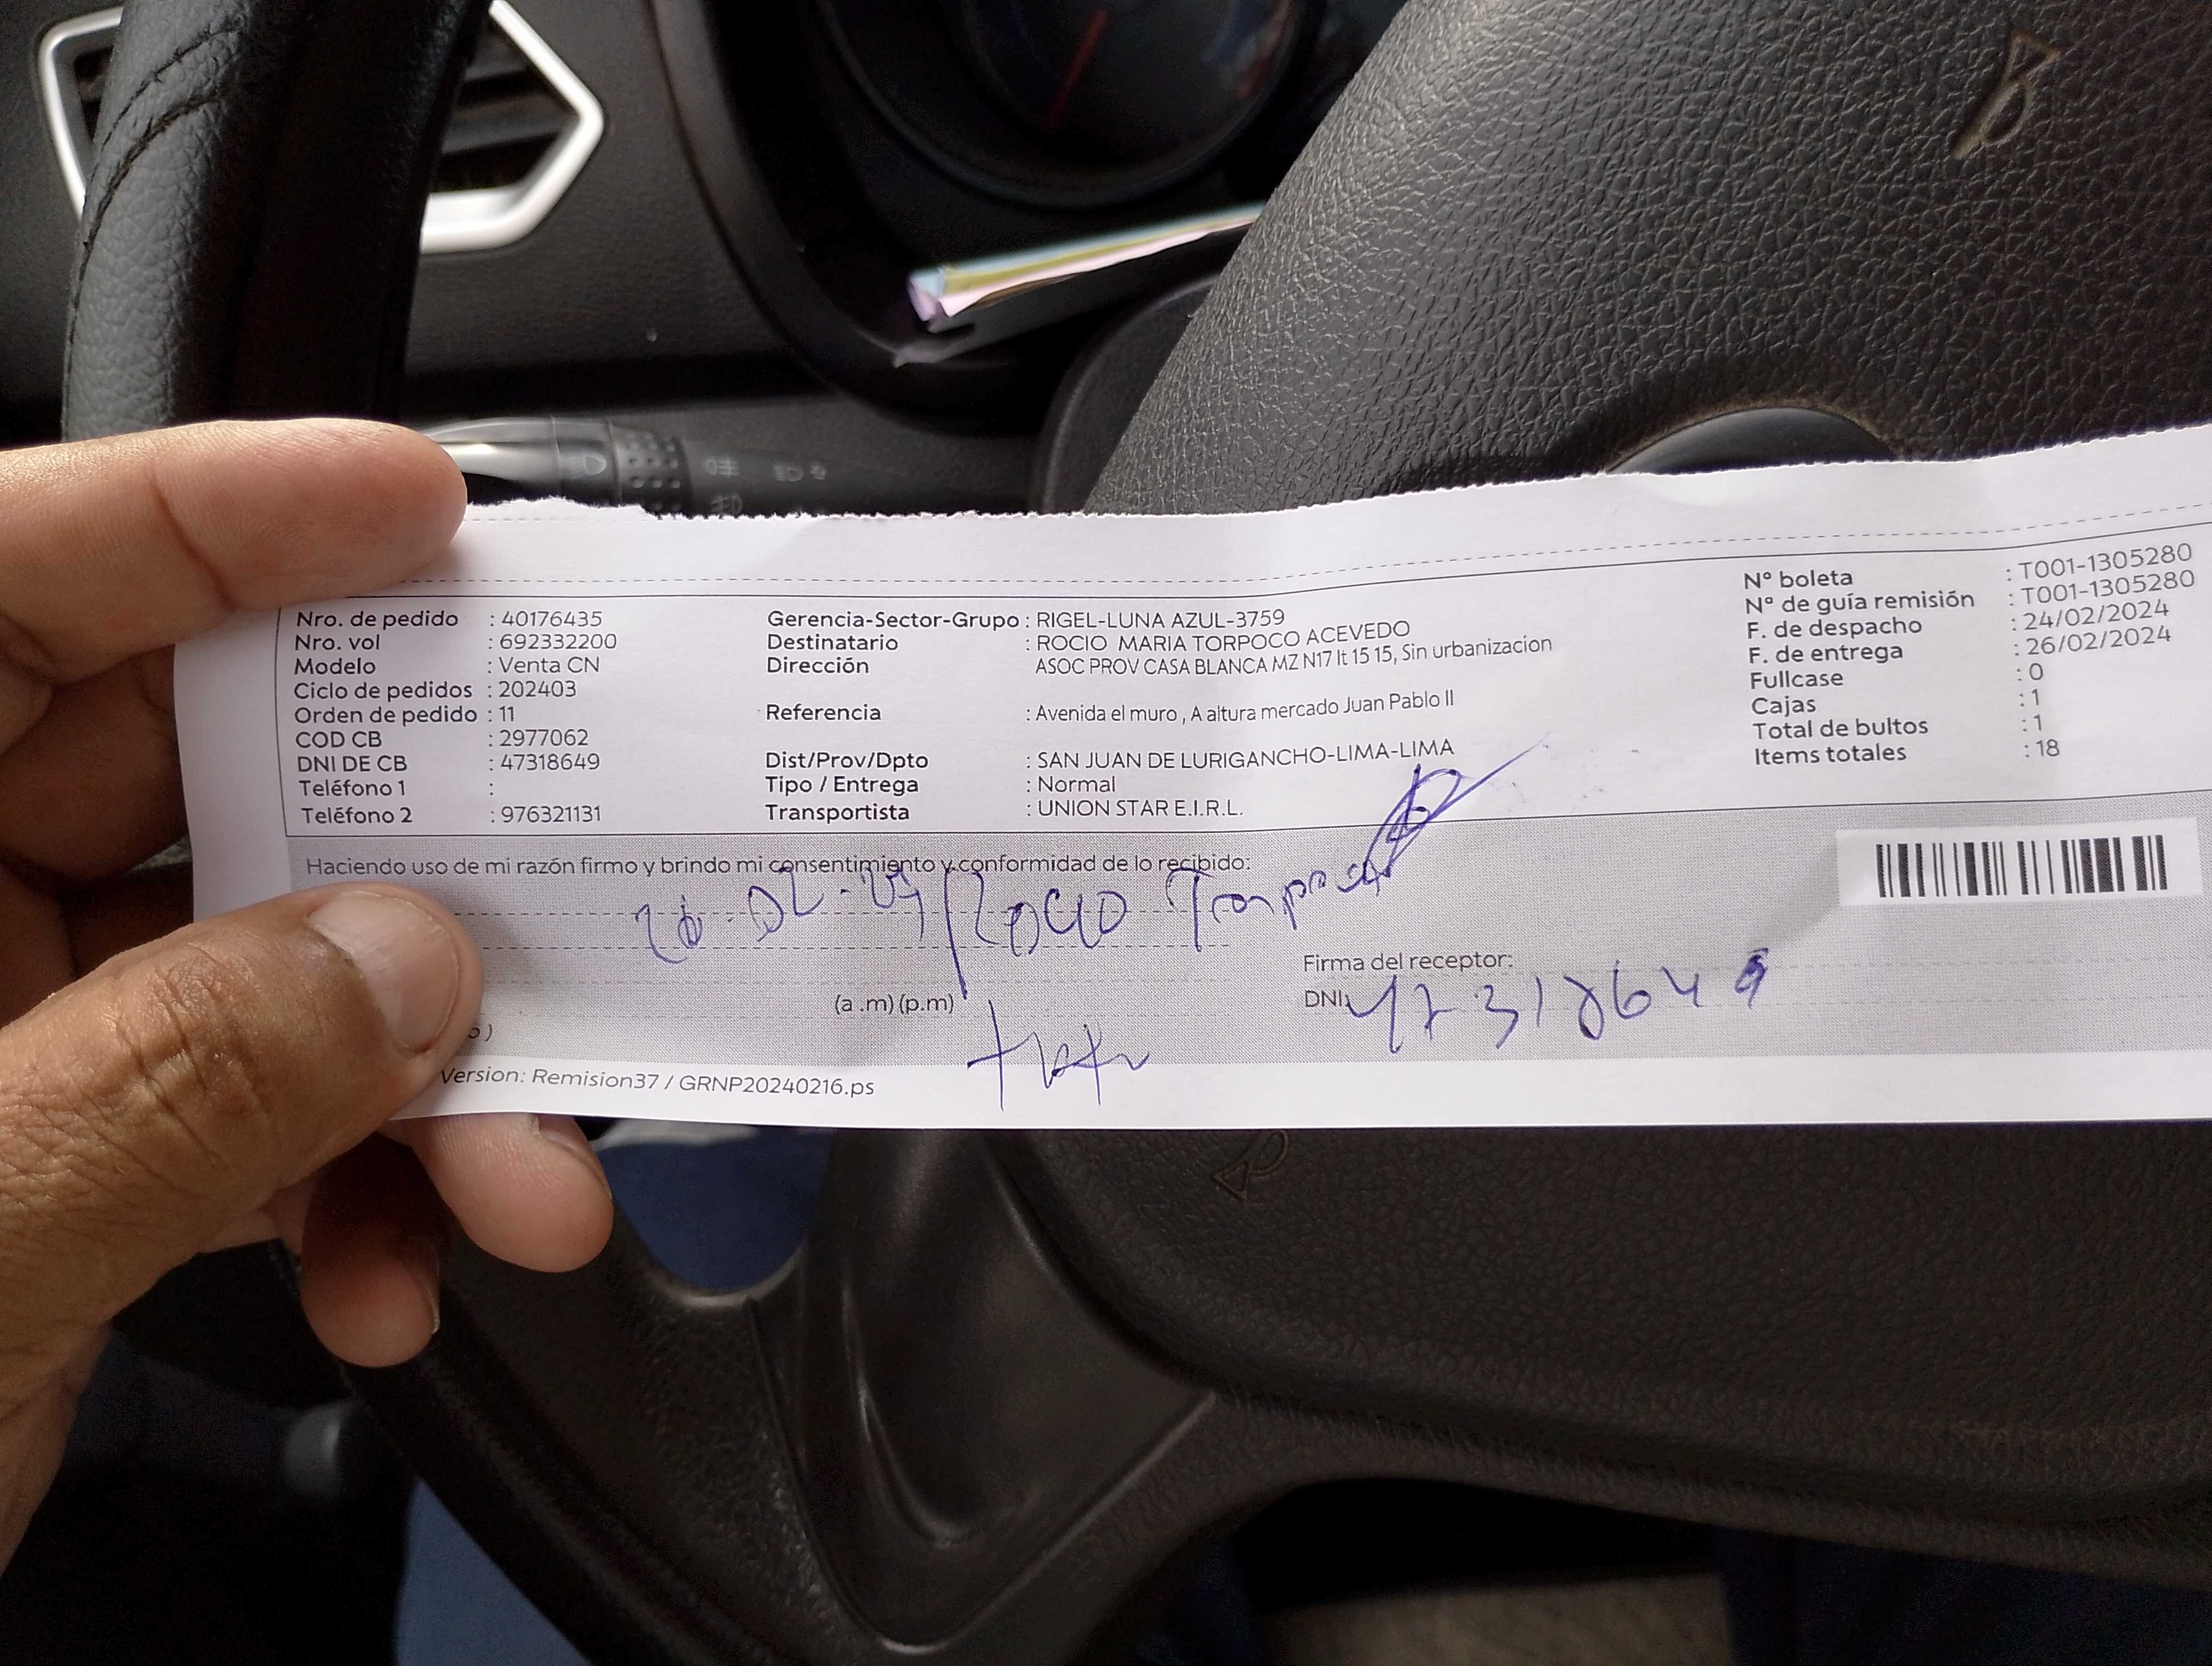 Nro. de pedido : 40176435
Nro. vol : 692332200
Modelo : Venta CN
Ciclo de pedidos : 202403
Orden de pedido : 11
COD CB : 2977062
DNI DE CB : 47318649
Teléfono 1 :
Teléfono 2 : 976321131
Gerencia-Sector-Grupo : RIGEL-LUNA AZUL-3759
Destinatario : ROCIO MARIA TORPOCO ACEVEDO
Dirección ASOC PROV CASA BLANCA MZ N17 lt 15 15, Sin urbanizacion
Referencia : Avenida el muro , A altura mercado Juan Pablo II
Dist/Prov/Dpto : SAN JUAN DE LURIGANCHO-LIMA-LIMA
Tipo / Entrega : Normal
Transportista : UNION STAR E.I.R.L.
N° boleta : T001-1305280
N° de guía remisión : T001-1305280
F. de despacho : 24/02/2024
F. de entrega : 26/02/2024
Fullcase : 0
Cajas : 1
Total de bultos : 1
Items totales : 18
Haciendo uso de mi razón firmo y brindo mi consentimiento y conformidad de lo recibido:
26-02-24 Rocio Torpoco
Firma del receptor:
(a .m) (p.m)
DNI: 47318649
Version: Remision37 / GRNP20240216.ps